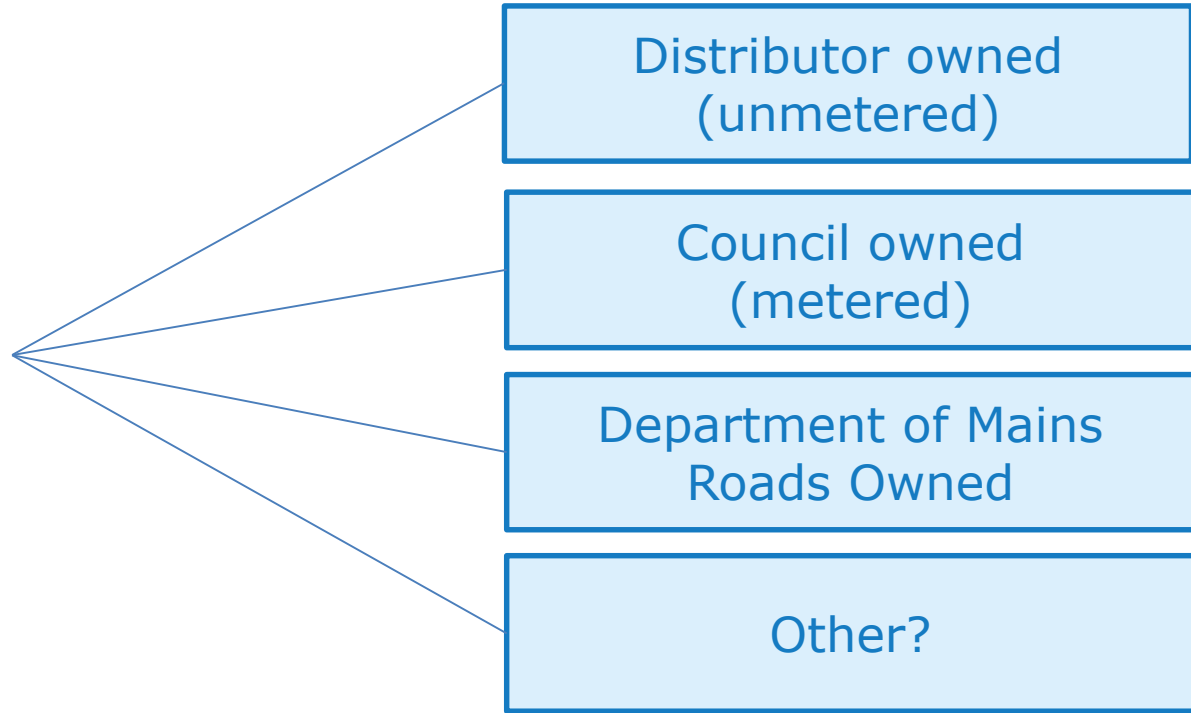 Distributor owned
(unmetered)
Council owned
(metered)
Department of Mains
Roads Owned
Other?